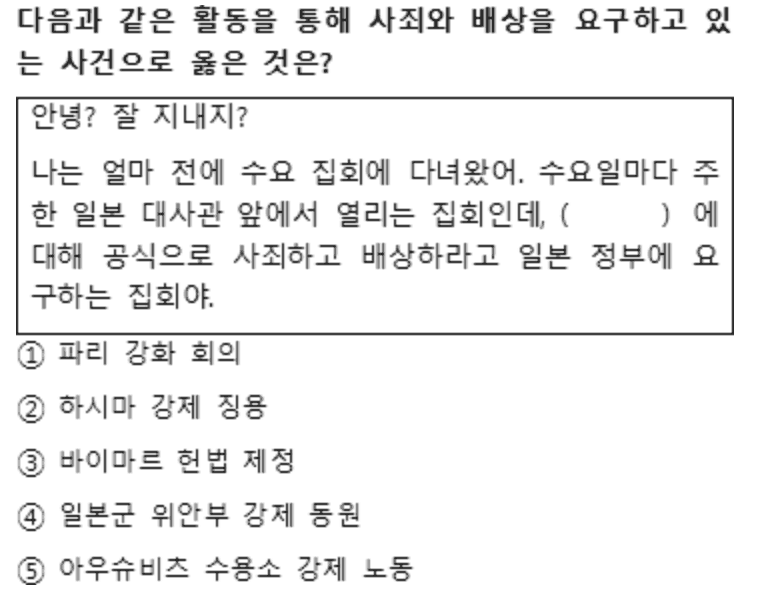 다음과 같은 활동을 통해 사죄와 배상을 요구하고 있
는 사건으로 옳은 것은?
안녕? 잘 지내지?
나는 얼마 전에 수요 집회에 다녀왔어. 수요일마다 주
한 일본 대사관 앞에서 열리는 집회인데, (          ) 에
대해 공식으로 사죄하고 배상하라고 일본 정부에 요
구하는 집회야.
① 파리 강화 회의
② 하시마 강제 징용
③ 바이마르 헌법 제정
④ 일본군 위안부 강제 동원
⑤ 아우슈비츠 수용소 강제 노동